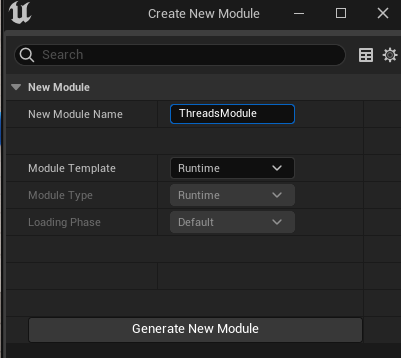 Create New Module
Search
New Module
New Module Name ThreadsModule
Module Template Runtime
Module Type Runtime
Loading Phase Default
Generate New Module